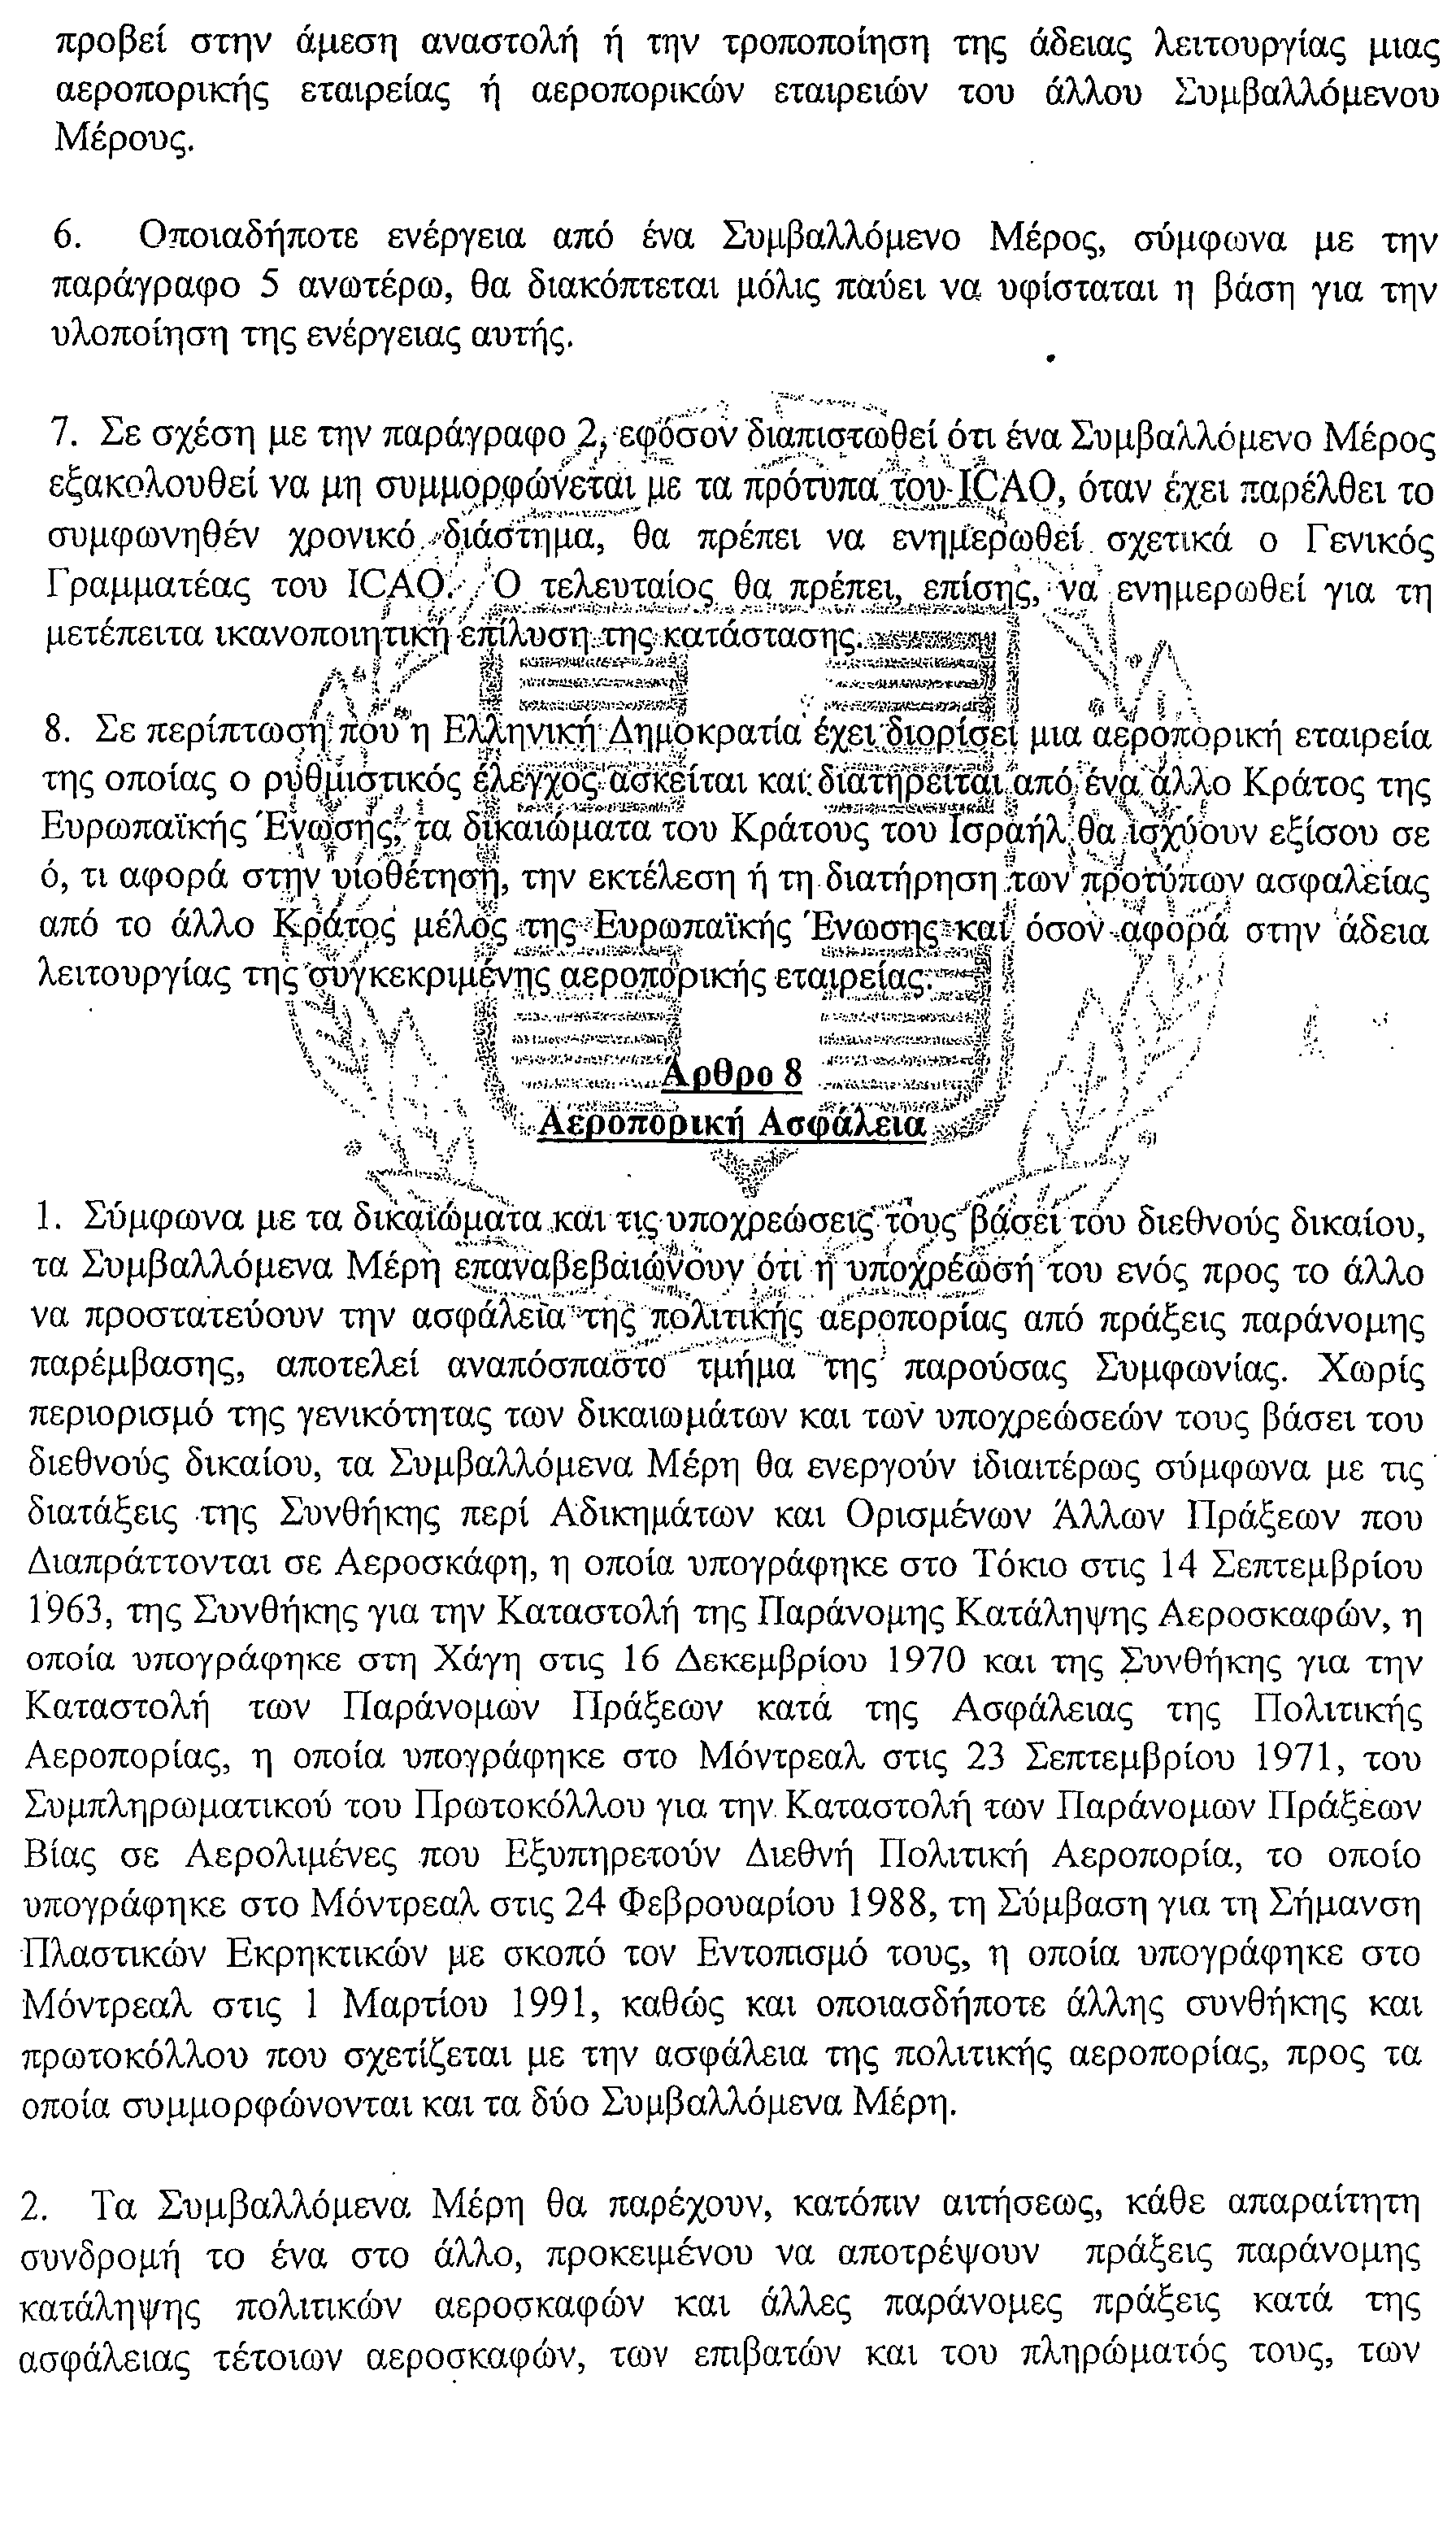 προβεί στην άμεση αναστολή ή την τροποποίηση της άδειας λειτουργίας μιας
αεροπορικής εταιρείας ή αεροπορικών εταιρειών του άλλου Συμβαλλόμενου
Μέρους.
6. Οποιαδήποτε ενέργεια από ένα Συμβαλλόμενο Μέρος, σύμφωνα με την
παράγραφο 5 ανωτέρω, θα διακόπτεται μόλις παύει να υφίσταται η βάση για την
υλοποίηση της ενέργειας αυτής.
7. Σε σχέση με την παράγραφο 2, εφόσον διαπιστωθεί ότι ένα Συμβαλλόμενο Μέρος
εξακολουθεί να μη συμμορφώνεται με τα πρότυπα του ICAO, όταν έχει παρέλθει το
συμφωνηθέν χρονικό διάστημα, θα πρέπει να ενημερωθεί σχετικά ο Γενικός
Γραμματέας του ICAO. Ο τελευταίος θα πρέπει, επίσης, να ενημερωθεί για τη
μετέπειτα ικανοποιητική επίλυση της κατάστασης.
8. Σε περίπτωση που η Ελληνική Δημοκρατία έχει διορίσει μια αεροπορική εταιρεία
της οποίας ο ρυθμιστικός έλεγχος ασκείται και διατηρείται από ένα άλλο Κράτος της
Ευρωπαϊκής Ένωσης, τα δικαιώματα του Κράτους του Ισραήλ θα ισχύουν εξίσου σε
ό, τι αφορά στην υιοθέτηση, την εκτέλεση ή τη διατήρηση των προτύπων ασφαλείας
από το άλλο Κράτος μέλος της Ευρωπαϊκής Ένωσης και όσον αφορά στην άδεια
λειτουργίας της συγκεκριμένης αεροπορικής εταιρείας.
Άρθρο 8
Αεροπορική Ασφάλεια
1. Σύμφωνα με τα δικαιώματα και τις υποχρεώσεις τους βάσει του διεθνούς δικαίου,
τα Συμβαλλόμενα Μέρη επαναβεβαιώνουν ότι η υποχρέωσή του ενός προς το άλλο
να προστατεύουν την ασφάλεια της πολιτικής αεροπορίας από πράξεις παράνομης
παρέμβασης, αποτελεί αναπόσπαστο τμήμα της παρούσας Συμφωνίας. Χωρίς
περιορισμό της γενικότητας των δικαιωμάτων και των υποχρεώσεών τους βάσει του
διεθνούς δικαίου, τα Συμβαλλόμενα Μέρη θα ενεργούν ιδιαιτέρως σύμφωνα με τις
διατάξεις της Συνθήκης περί Αδικημάτων και Ορισμένων Άλλων Πράξεων που
Διαπράττονται σε Αεροσκάφη, η οποία υπογράφηκε στο Τόκιο στις 14 Σεπτεμβρίου
1963, της Συνθήκης για την Καταστολή της Παράνομης Κατάληψης Αεροσκαφών, η
οποία υπογράφηκε στη Χάγη στις 16 Δεκεμβρίου 1970 και της Συνθήκης για την
Καταστολή των Παράνομων Πράξεων κατά της Ασφάλειας της Πολιτικής
Αεροπορίας, η οποία υπογράφηκε στο Μόντρεαλ στις 23 Σεπτεμβρίου 1971, του
Συμπληρωματικού του Πρωτοκόλλου για την Καταστολή των Παράνομων Πράξεων
Βίας σε Αερολιμένες που Εξυπηρετούν Διεθνή Πολιτική Αεροπορία, το οποίο
υπογράφηκε στο Μόντρεαλ στις 24 Φεβρουαρίου 1988, τη Σύμβαση για τη Σήμανση
Πλαστικών Εκρηκτικών με σκοπό τον Εντοπισμό τους, η οποία υπογράφηκε στο
Μόντρεαλ στις 1 Μαρτίου 1991, καθώς και οποιασδήποτε άλλης συνθήκης και
πρωτοκόλλου που σχετίζεται με την ασφάλεια της πολιτικής αεροπορίας, προς τα
οποία συμμορφώνονται και τα δύο Συμβαλλόμενα Μέρη.
2. Τα Συμβαλλόμενα Μέρη θα παρέχουν, κατόπιν αιτήσεως, κάθε απαραίτητη
συνδρομή το ένα στο άλλο, προκειμένου να αποτρέψουν πράξεις παράνομης
κατάληψης πολιτικών αεροσκαφών και άλλες παράνομες πράξεις κατά της
ασφάλειας τέτοιων αεροσκαφών, των επιβατών και του πληρώματός τους, των